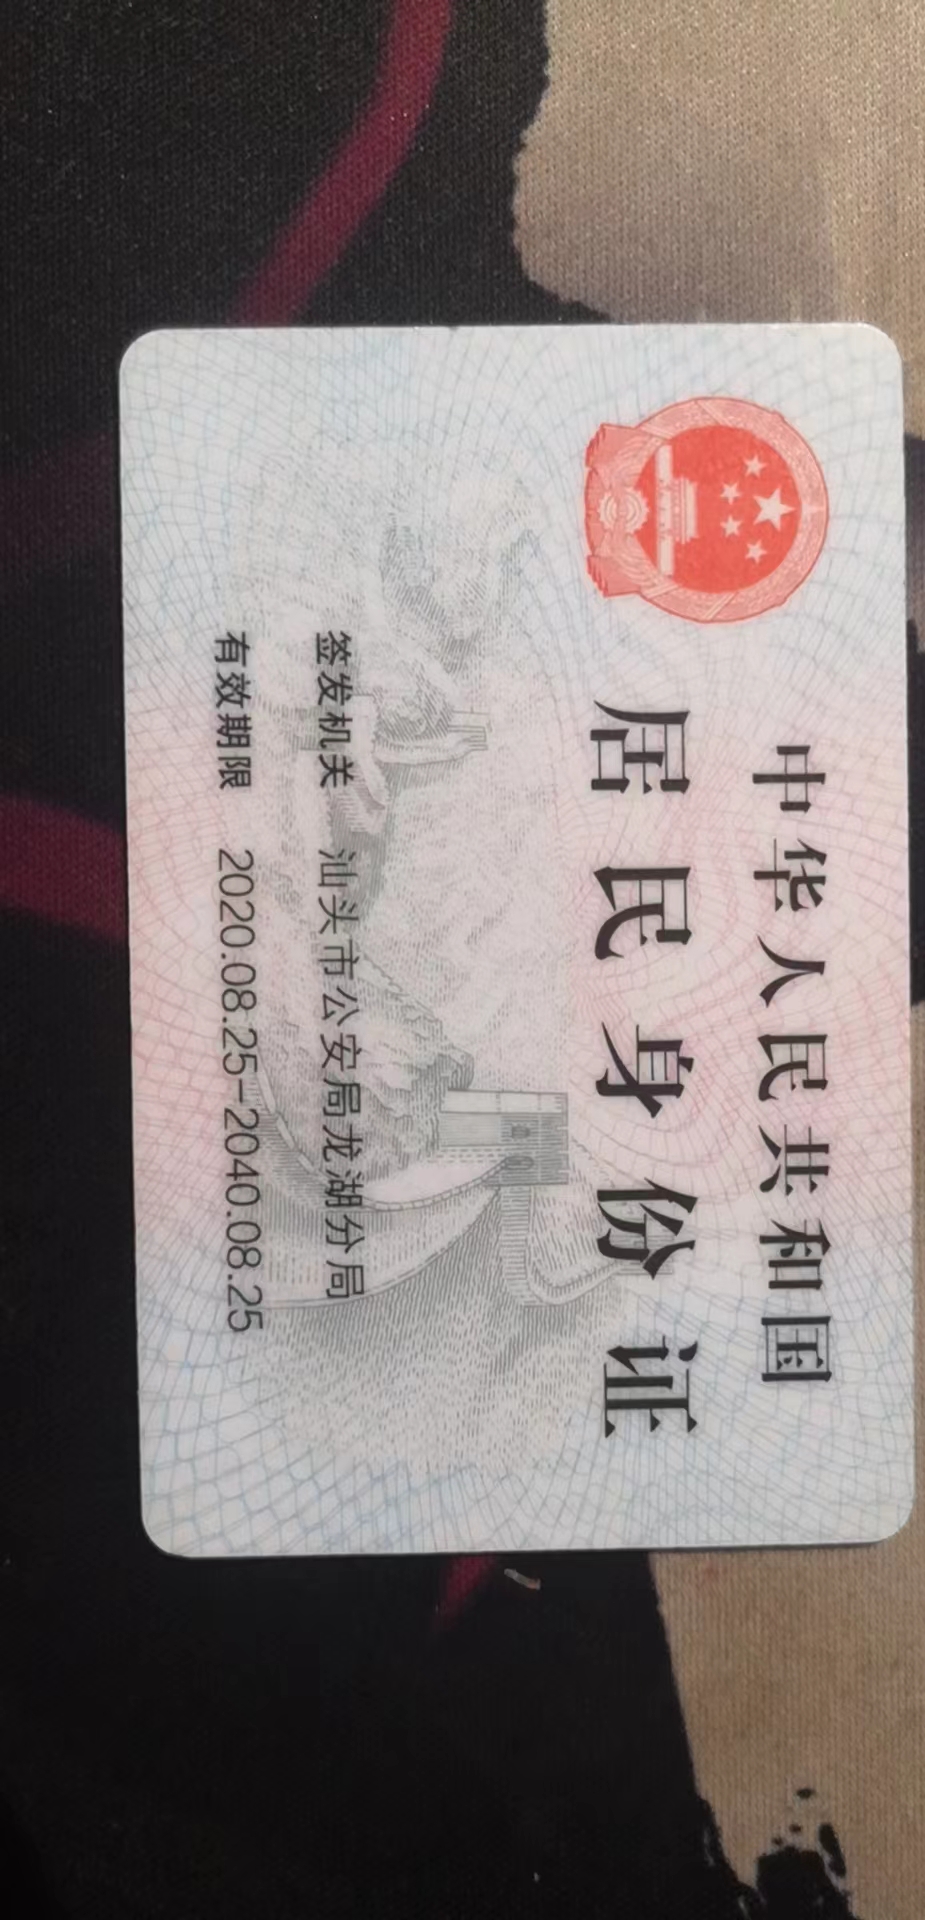 中华人民共和国
居民身份证
签发机关 汕头市公安局龙湖分局
有效期限 2020.08.25-2040.08.25